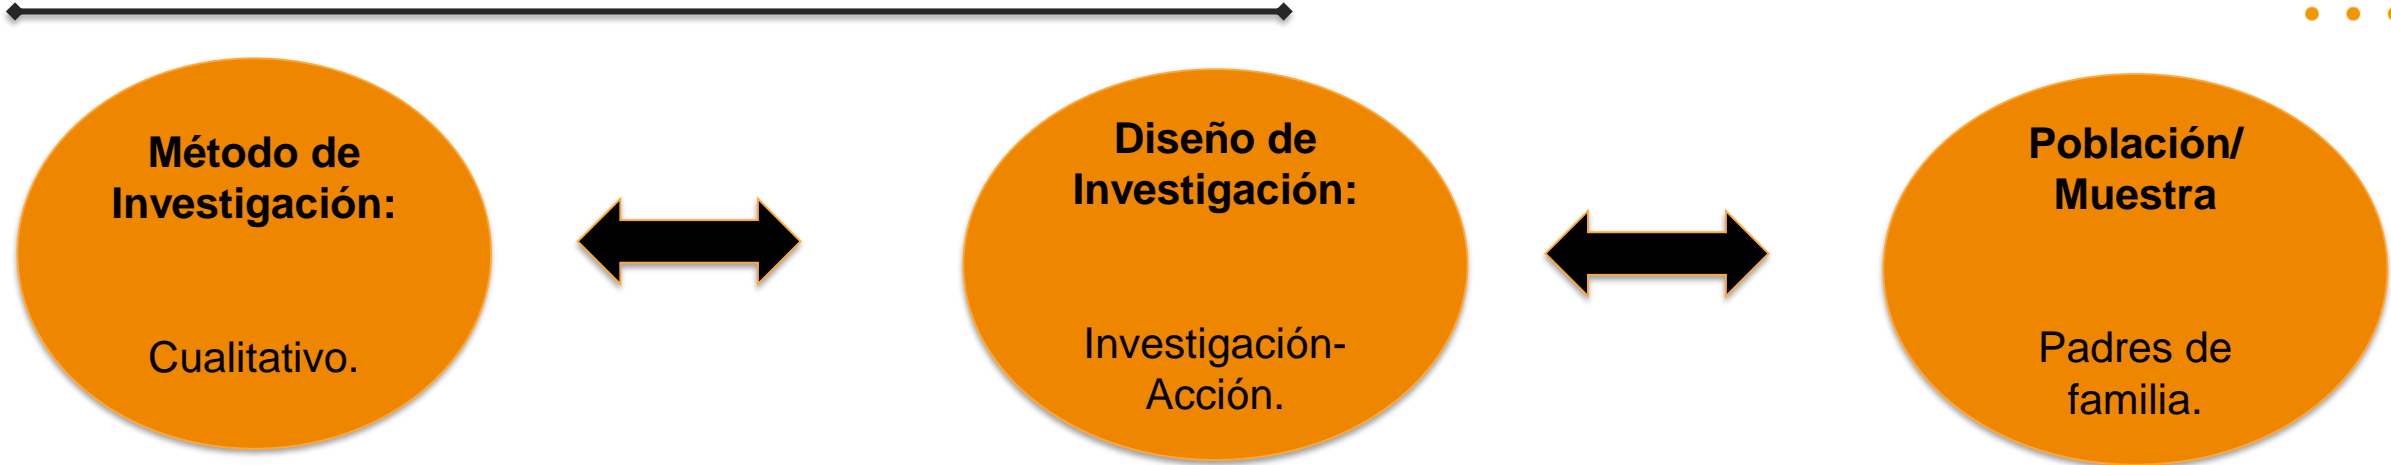 Método de
Investigación:
Cualitativo.
Diseño de
Investigación:
Investigación-
Acción.
Población/
Muestra
Padres de
familia.